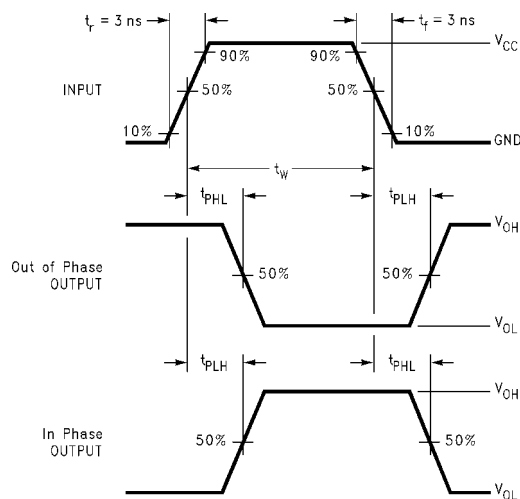 t_r = 3 ns
t_f = 3 ns
V_CC
90%
90%
INPUT
50%
50%
10%
10%
GND
t_W
t_PHL
t_PLH
V_OH
Out of Phase
OUTPUT
50%
50%
V_OL
t_PLH
t_PHL
V_OH
In Phase
OUTPUT
50%
50%
V_OL